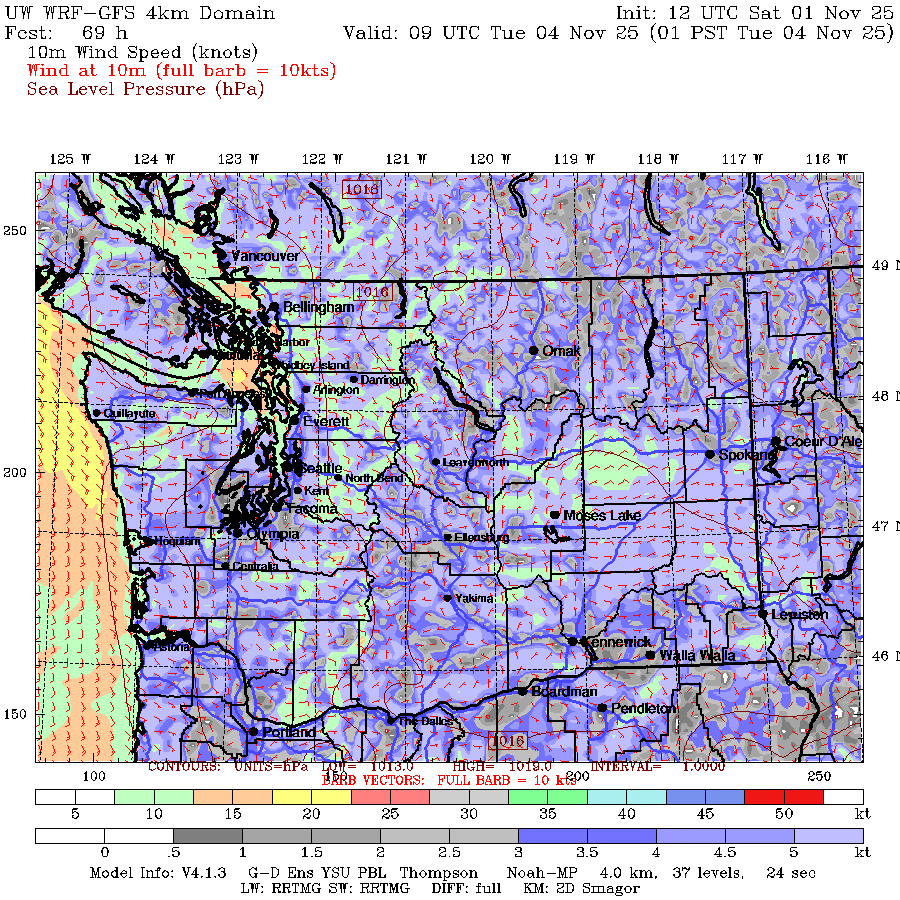 UW WRF-GFS 4km Domain Init: 12 UTC Sat 01 Nov 25
Fcst: 69 h Valid: 09 UTC Tue 04 Nov 25 (01 PST Tue 04 Nov 25)
10m Wind Speed (knots)
Wind at 10m (full barb = 10kts)
Sea Level Pressure (hPa)
125 W 124 W 123 W 122 W 121 W 120 W 119 W 118 W 117 W 116 W
1018
250
Vancouver
49 N
1016
Bellingham
Omak
Darrington
Arlington
48 N
Quillayute
Everett
Coeur D'Alene
Spokane
Leavenworth
200
Seattle
North Bend
Kent
Tacoma
Moses Lake
47 N
Olympia
Ellensburg
Hoquiam
Centralia
Yakima
Lewiston
Kennewick
Astoria
Walla Walla
46 N
Boardman
Pendleton
150
The Dalles
Portland
1016
CONTOURS: UNITS=hPa LOW= 1013.0 HIGH= 1019.0 INTERVAL= 1.0000
100 150 200 250
BARB VECTORS: FULL BARB = 10 kts
5 10 15 20 25 30 35 40 45 50 kt
0 .5 1 1.5 2 2.5 3 3.5 4 4.5 5 kt
Model Info: V4.1.3 G-D Ens YSU PBL Thompson Noah-MP 4.0 km, 37 levels, 24 sec
LW: RRTMG SW: RRTMG DIFF: full KM: 2D Smagor